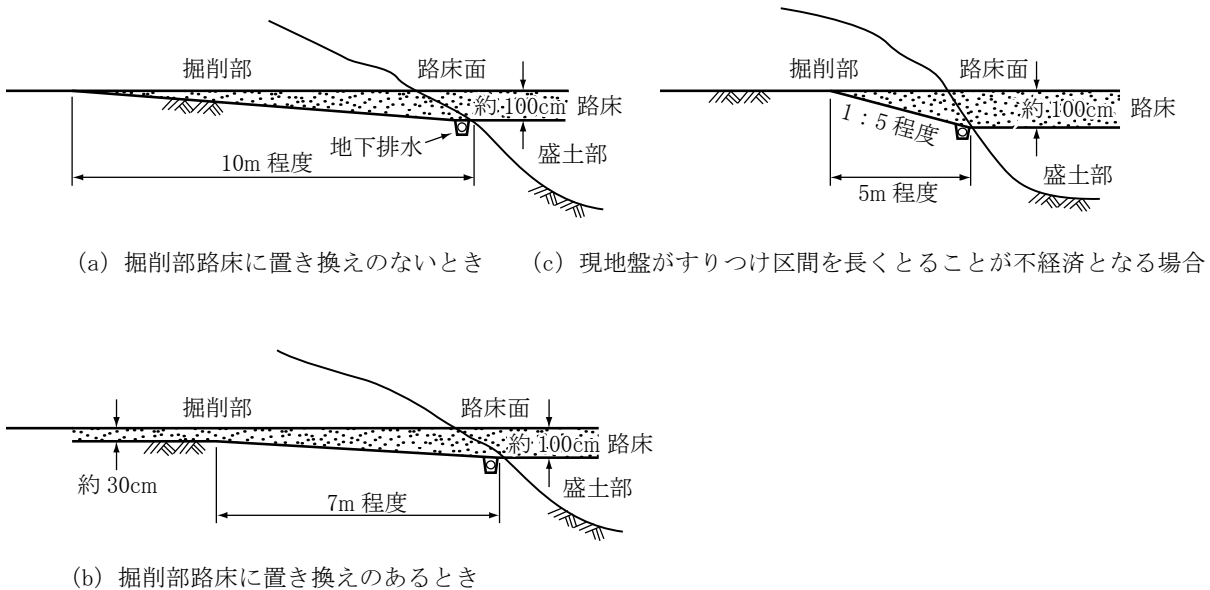 掘削部
路床面
約100cm 路床
地下排水
10m 程度
盛土部
(a) 掘削部路床に置き換えのないとき
掘削部
路床面
約100cm 路床
1:5 程度
5m 程度
盛土部
(c) 現地盤がすりつけ区間を長くとることが不経済となる場合
掘削部
路床面
約100cm 路床
約30cm
7m 程度
盛土部
(b) 掘削部路床に置き換えのあるとき